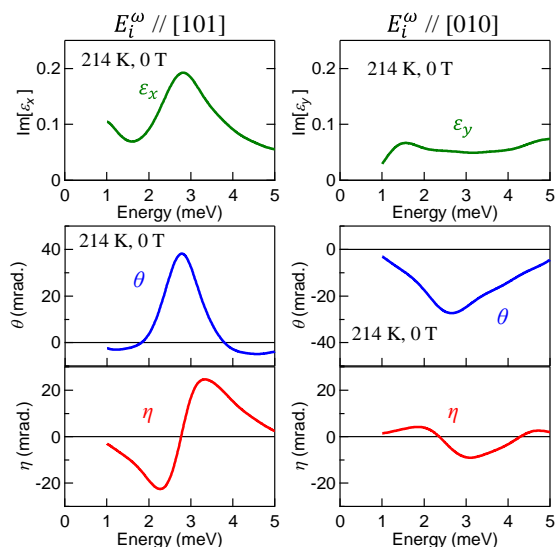 E_i^ω // [101]
E_i^ω // [010]
Im[ε_x]
0.2
0.1
0
214 K, 0 T
ε_x
0 1 2 3 4 5
Energy (meV)
Im[ε_y]
0.2
0.1
0
214 K, 0 T
ε_y
0 1 2 3 4 5
Energy (meV)
θ (mrad.)
40
20
0
214 K, 0 T
θ
θ (mrad.)
0
-20
-40
θ
214 K, 0 T
η (mrad.)
20
0
-20
η
0 1 2 3 4 5
Energy (meV)
η (mrad.)
20
0
-20
η
0 1 2 3 4 5
Energy (meV)